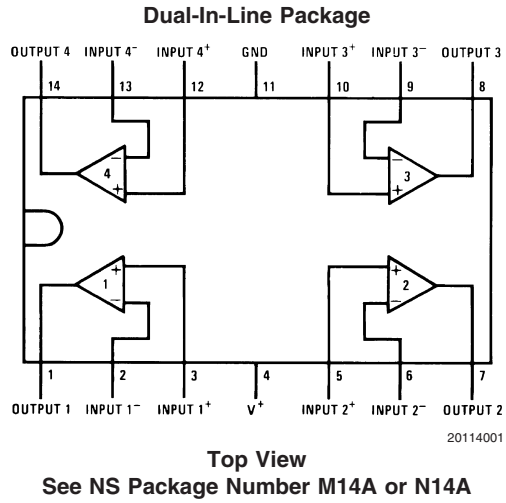 Dual-In-Line Package
OUTPUT 4 INPUT 4⁻ INPUT 4⁺ GND INPUT 3⁺ INPUT 3⁻ OUTPUT 3
14 13 12 11 10 9 8
4 − + − + 3
1 + − + − 2
1 2 3 4 5 6 7
OUTPUT 1 INPUT 1⁻ INPUT 1⁺ V⁺ INPUT 2⁺ INPUT 2⁻ OUTPUT 2
20114001
Top View
See NS Package Number M14A or N14A